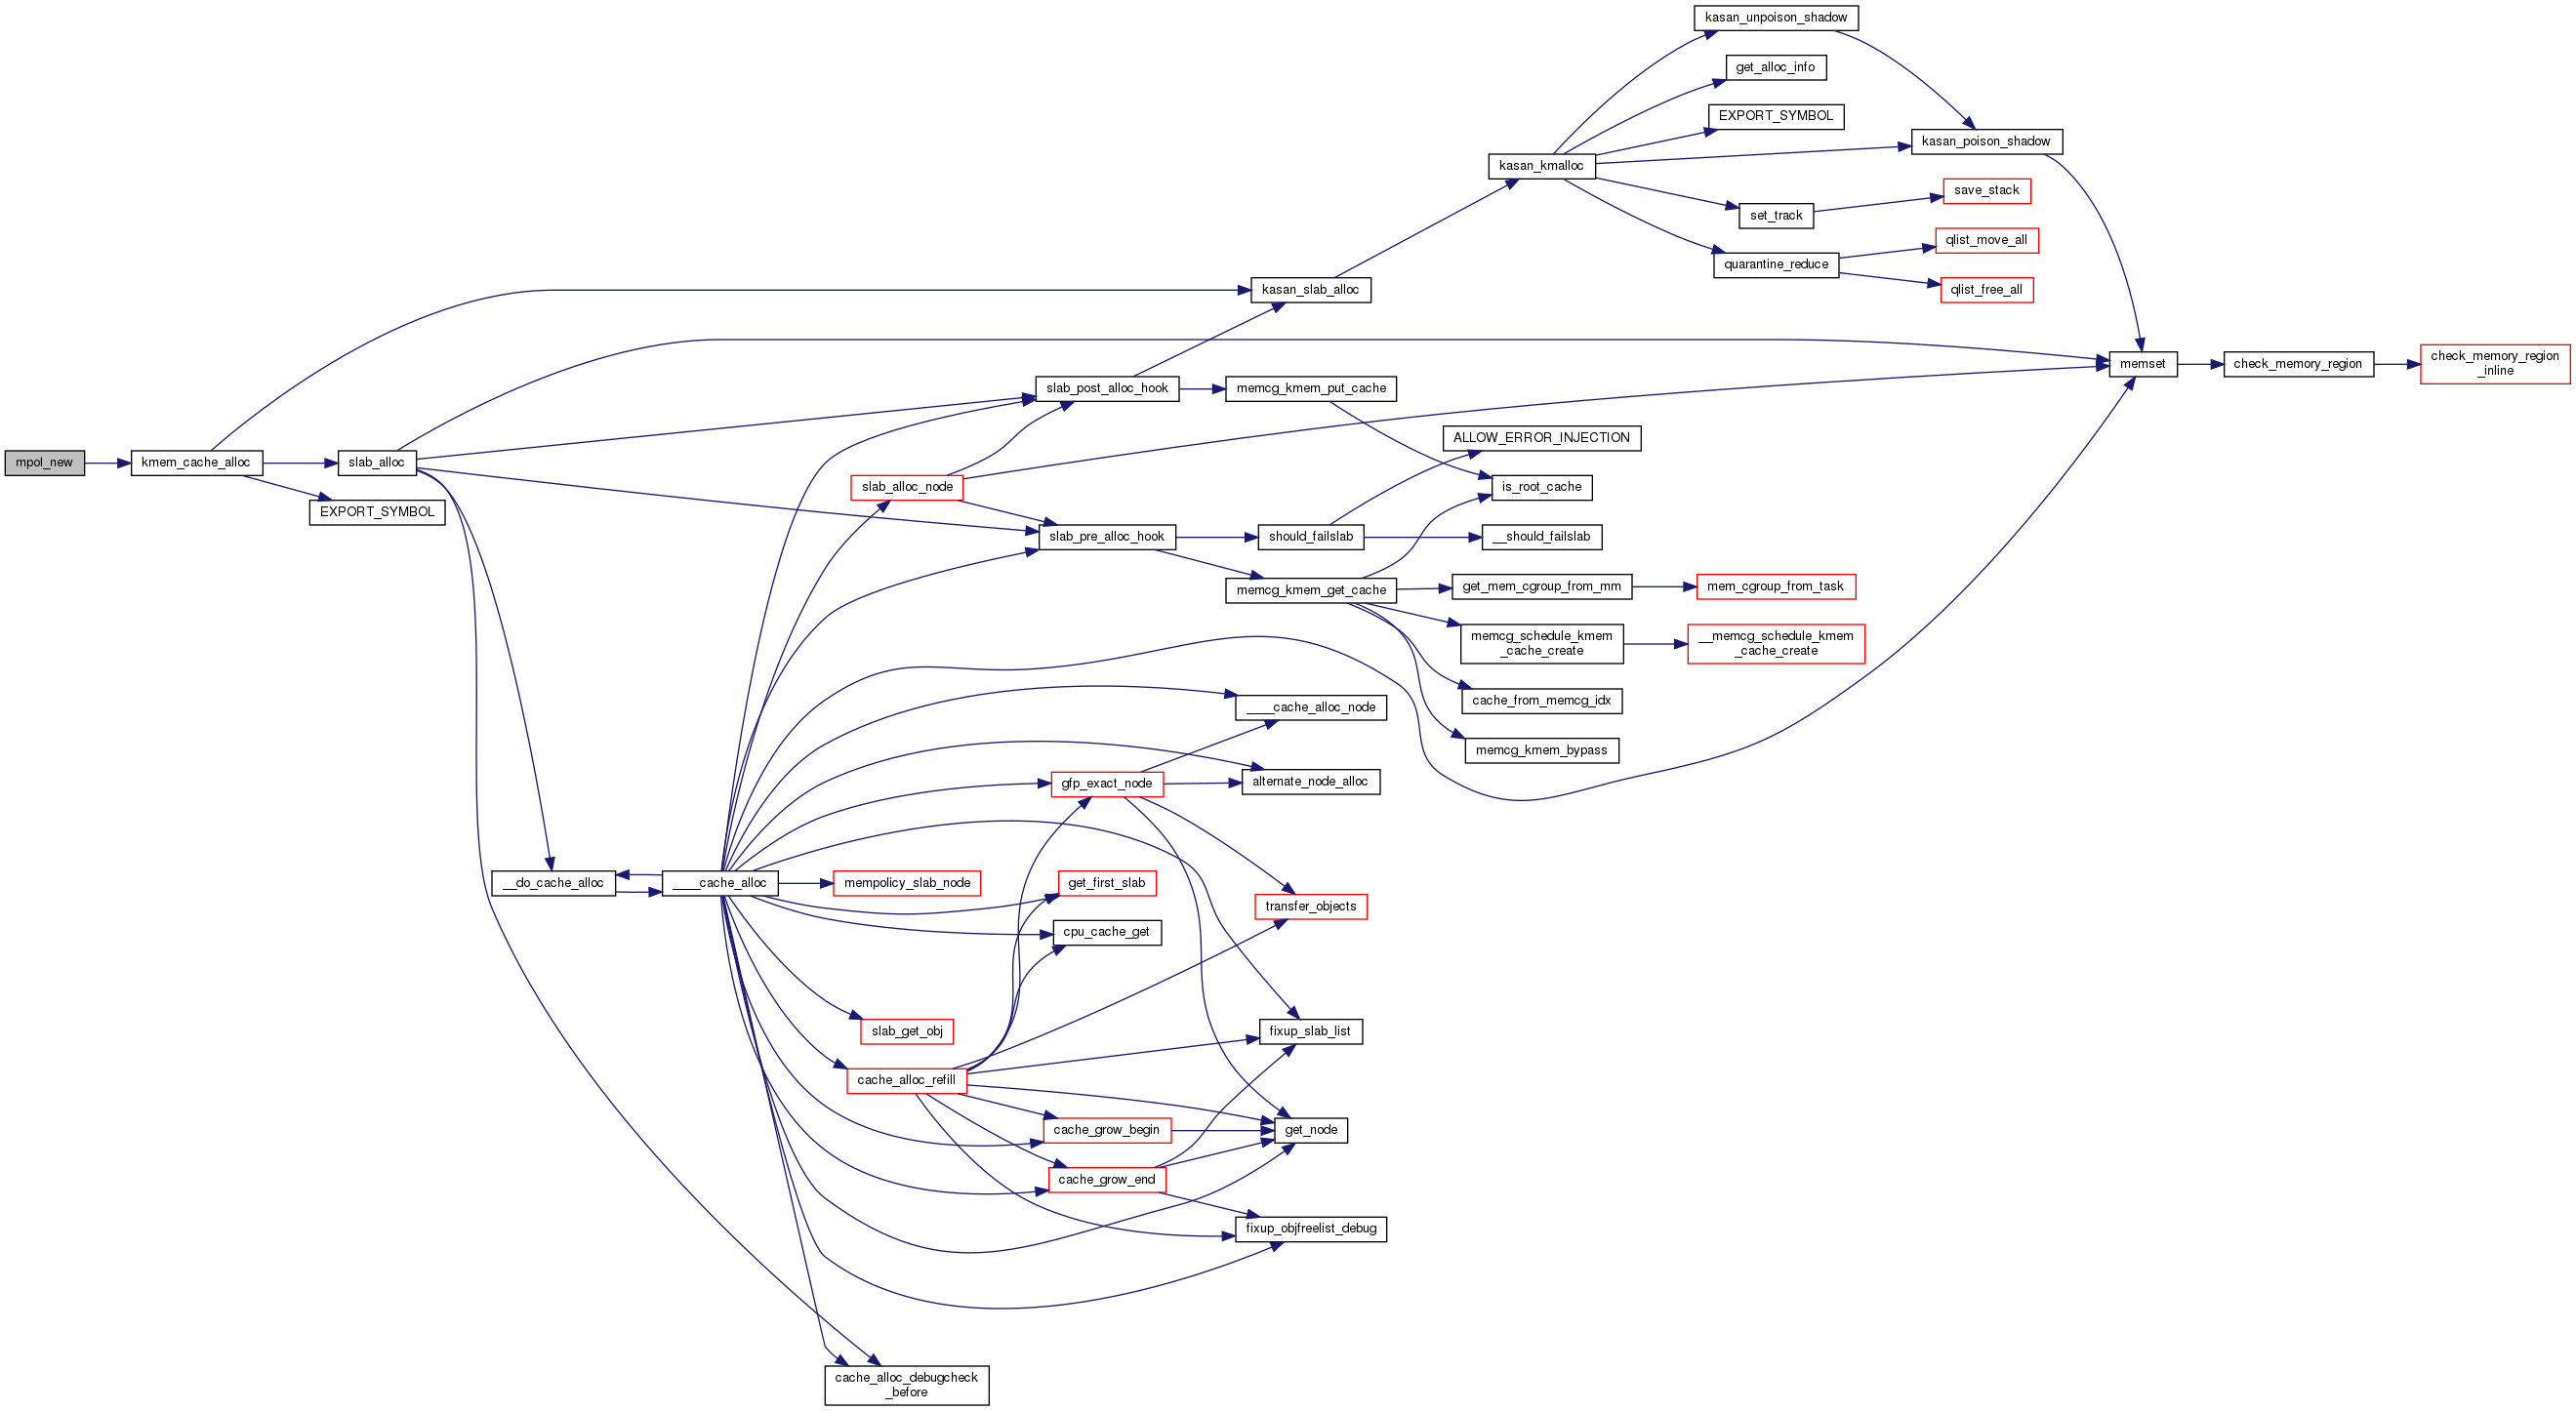 kasan_unpoison_shadow
get_alloc_info
EXPORT_SYMBOL
kasan_poison_shadow
kasan_kmalloc
save_stack
set_track
qlist_move_all
quarantine_reduce
kasan_slab_alloc
qlist_free_all
check_memory_region
_inline
memset
check_memory_region
slab_post_alloc_hook
memcg_kmem_put_cache
ALLOW_ERROR_INJECTION
mpol_new
kmem_cache_alloc
slab_alloc
slab_alloc_node
is_root_cache
EXPORT_SYMBOL
slab_pre_alloc_hook
should_failslab
__should_failslab
memcg_kmem_get_cache
get_mem_cgroup_from_mm
mem_cgroup_from_task
memcg_schedule_kmem
_cache_create
__memcg_schedule_kmem
_cache_create
cache_from_memcg_idx
____cache_alloc_node
memcg_kmem_bypass
gfp_exact_node
alternate_node_alloc
__do_cache_alloc
____cache_alloc
mempolicy_slab_node
get_first_slab
transfer_objects
cpu_cache_get
slab_get_obj
fixup_slab_list
cache_alloc_refill
cache_grow_begin
get_node
cache_grow_end
fixup_objfreelist_debug
cache_alloc_debugcheck
_before